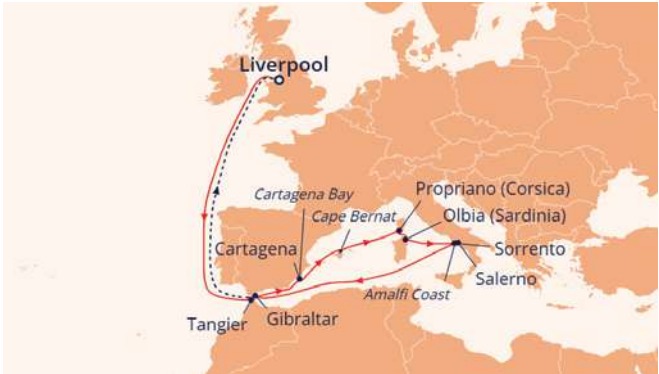 Liverpool
Cartagena Bay
Propriano (Corsica)
Cape Bernat
Olbia (Sardinia)
Cartagena
Sorrento
Salerno
Amalfi Coast
Gibraltar
Tangier